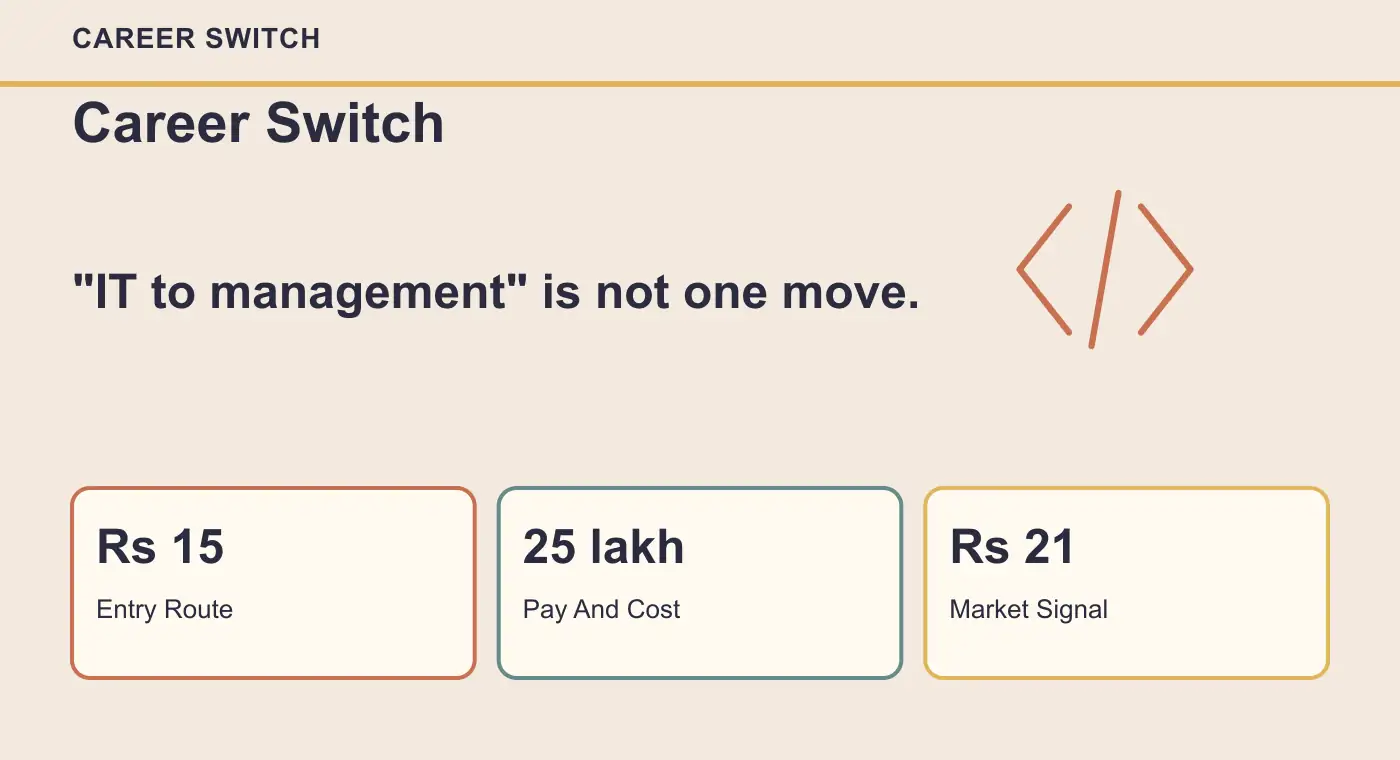 CAREER SWITCH
Career Switch
"IT to management" is not one move.
Rs 15
Entry Route
25 lakh
Pay And Cost
Rs 21
Market Signal